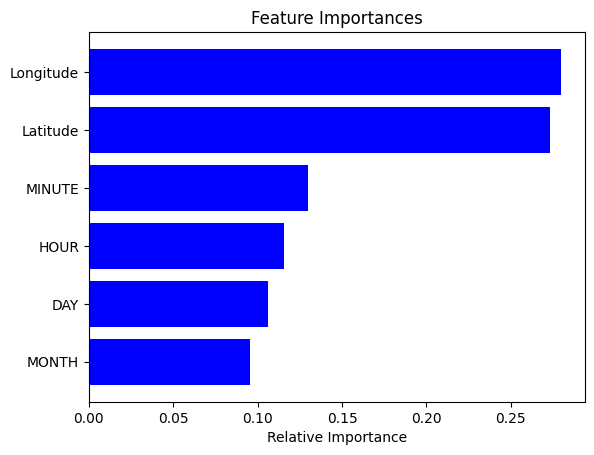 Feature Importances
Longitude
Latitude
MINUTE
HOUR
DAY
MONTH
0.00 0.05 0.10 0.15 0.20 0.25
Relative Importance